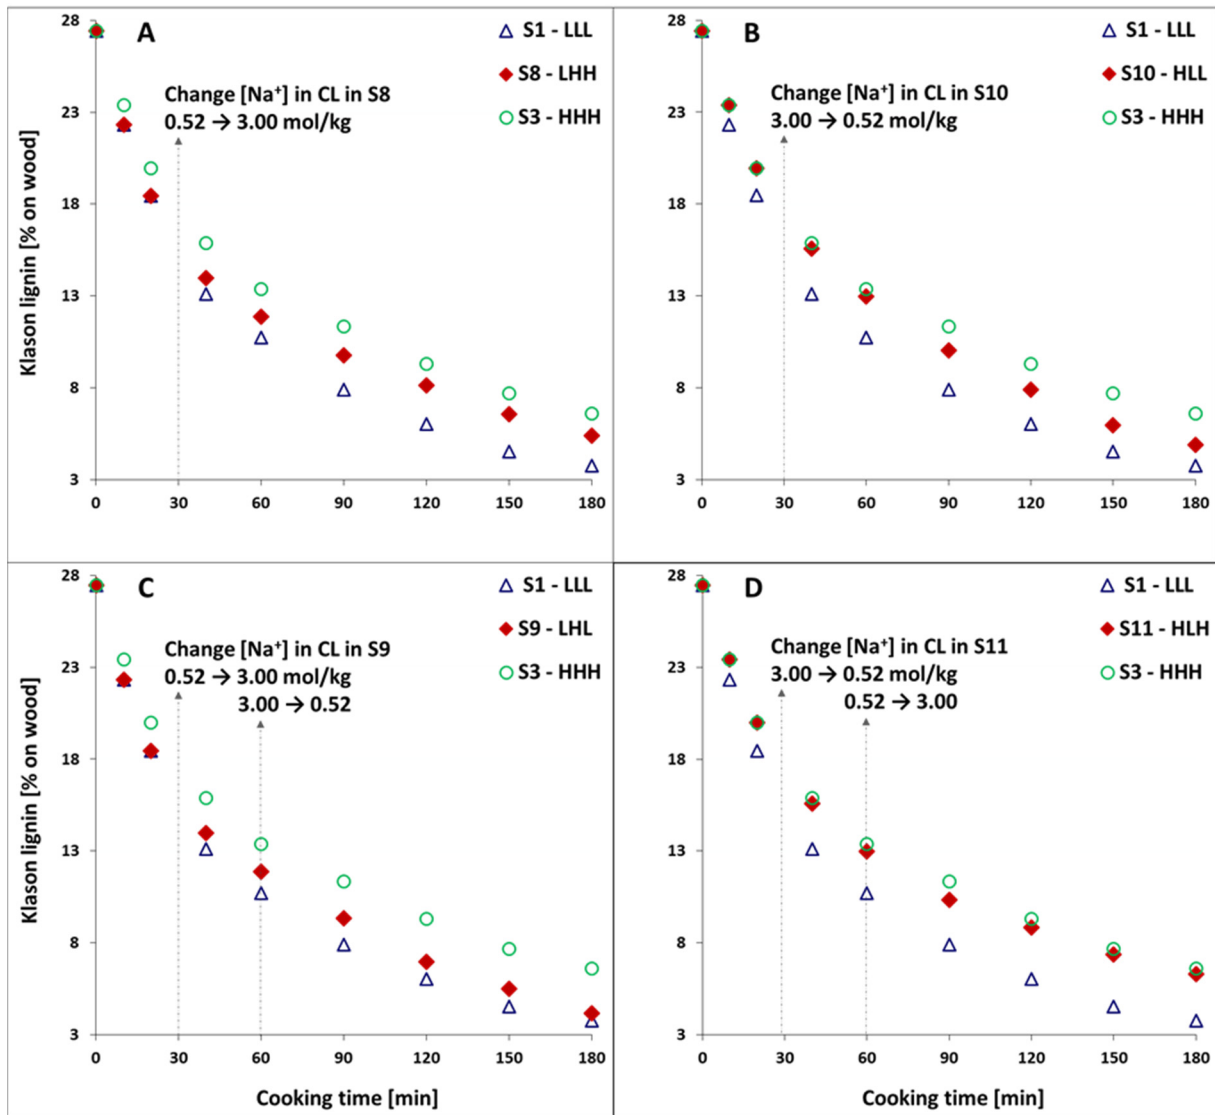 A
S1 - LLL
S8 - LHH
S3 - HHH
Change [Na⁺] in CL in S8
0.52 → 3.00 mol/kg
Klason lignin [% on wood]
28
23
18
13
8
3
0 30 60 90 120 150 180
B
S1 - LLL
S10 - HLL
S3 - HHH
Change [Na⁺] in CL in S10
3.00 → 0.52 mol/kg
28
23
18
13
8
3
0 30 60 90 120 150 180
C
S1 - LLL
S9 - LHL
S3 - HHH
Change [Na⁺] in CL in S9
0.52 → 3.00 mol/kg
3.00 → 0.52
Klason lignin [% on wood]
28
23
18
13
8
3
0 30 60 90 120 150 180
Cooking time [min]
D
S1 - LLL
S11 - HLH
S3 - HHH
Change [Na⁺] in CL in S11
3.00 → 0.52 mol/kg
0.52 → 3.00
28
23
18
13
8
3
0 30 60 90 120 150 180
Cooking time [min]